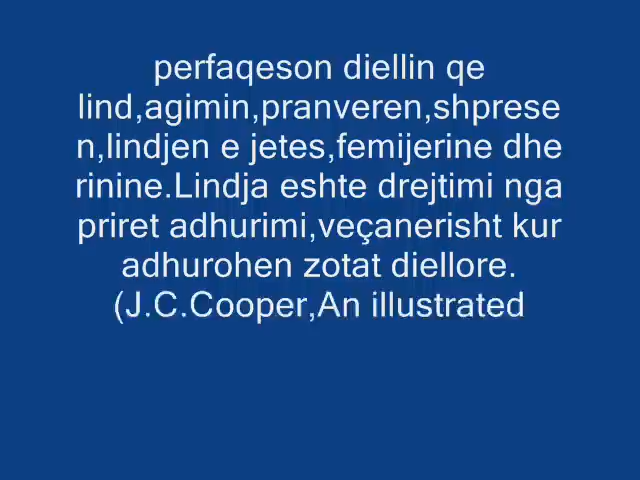 perfaqeson diellin qe
lind,agimin,pranveren,shprese
n,lindjen e jetes,femijerine dhe
rinine.Lindja eshte drejtimi nga
priret adhurimi,veçanerisht kur
adhurohen zotat diellore.
(J.C.Cooper,An illustrated